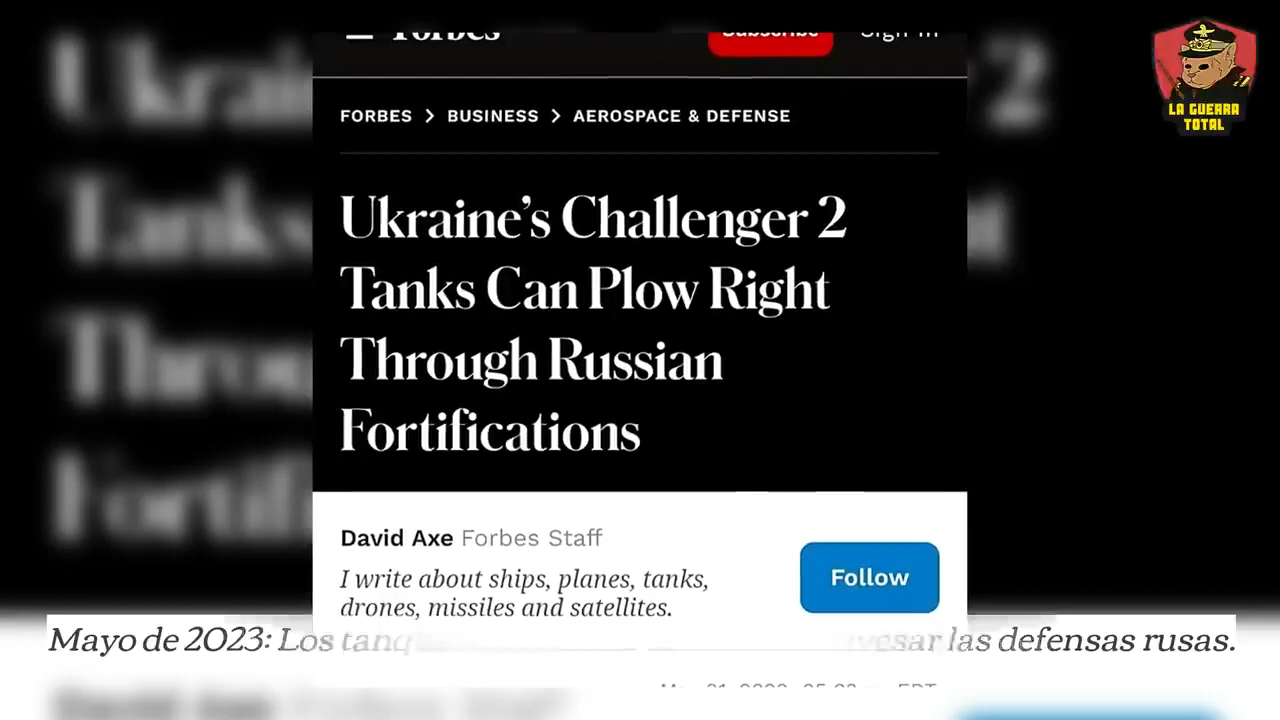 Forbes
Subscribe
Sign In
LA GUERRA
TOTAL
FORBES > BUSINESS > AEROSPACE & DEFENSE
Ukraine's Challenger 2
Tanks Can Plow Right
Through Russian
Fortifications
David Axe Forbes Staff
Follow
I write about ships, planes, tanks,
drones, missiles and satellites.
Mayo de 2023: Los las defensas rusas.